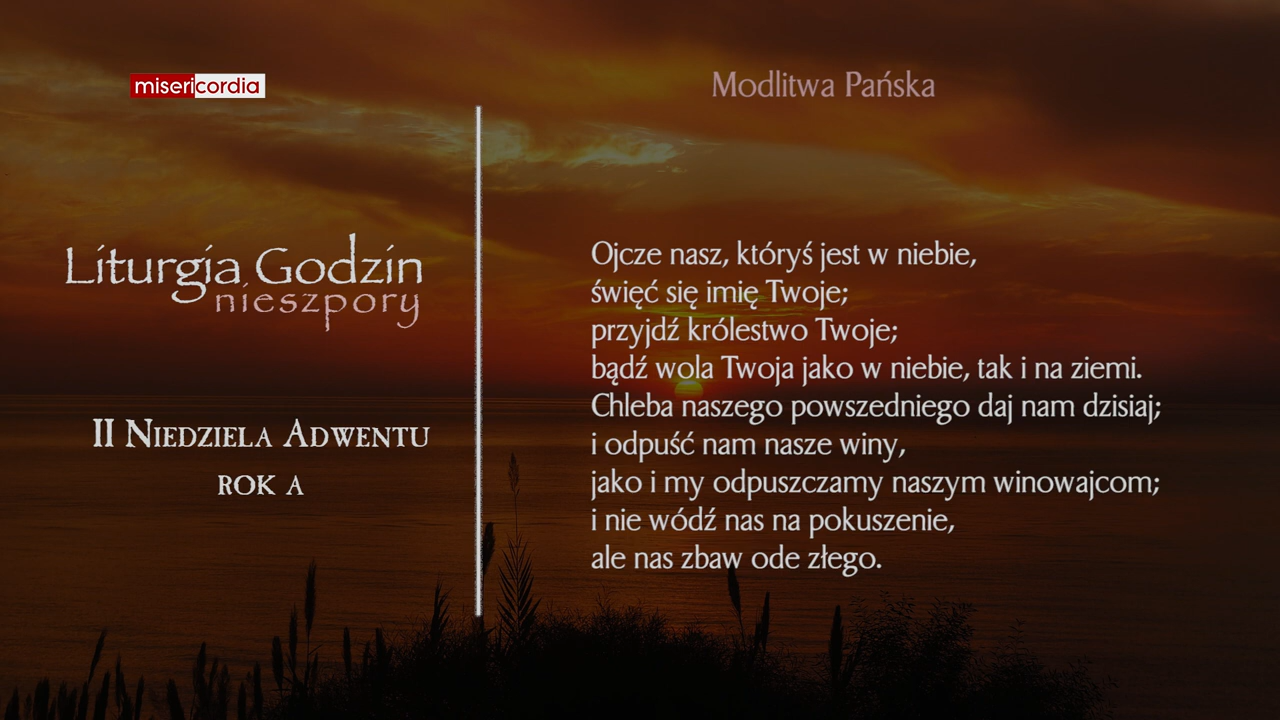 misericordia
Liturgia Godzin
nieszpory
II Niedziela Adwentu
rok a
Modlitwa Pańska
Ojcze nasz, któryś jest w niebie,
święć się imię Twoje;
przyjdź królestwo Twoje;
bądź wola Twoja jako w niebie, tak i na ziemi.
Chleba naszego powszedniego daj nam dzisiaj;
i odpuść nam nasze winy,
jako i my odpuszczamy naszym winowajcom;
i nie wódź nas na pokuszenie,
ale nas zbaw ode złego.